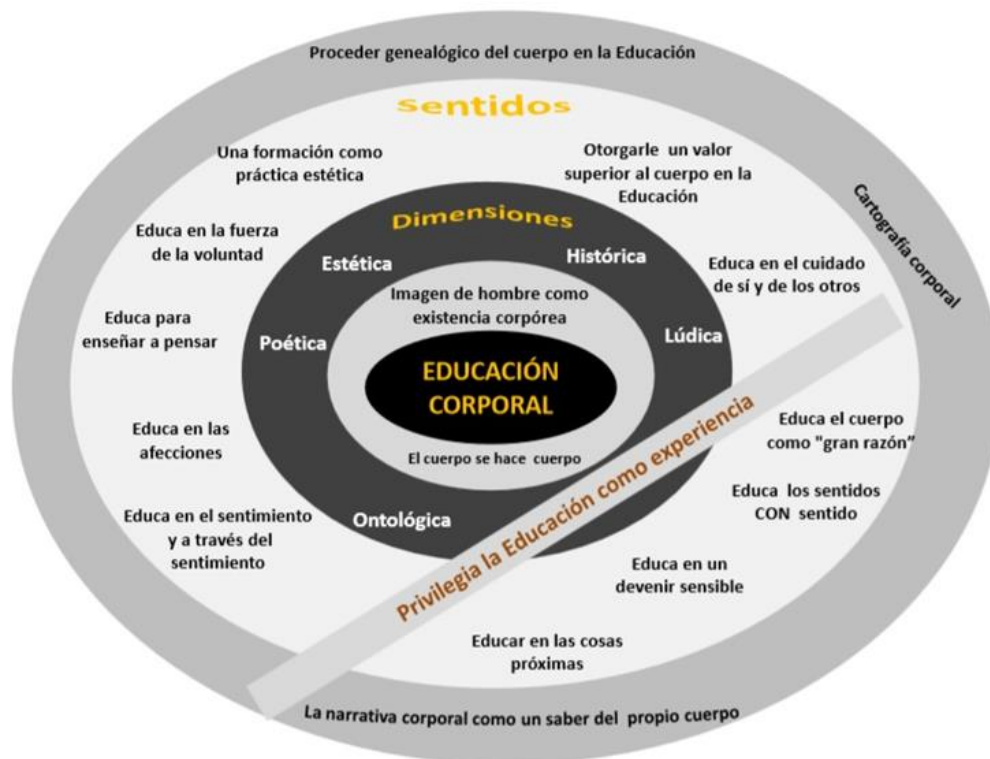 Proceder genealógico del cuerpo en la Educación
sentidos
Una formación como
práctica estética
Otorgarle un valor
superior al cuerpo en la
Educación
Cartografía corporal
Dimensiones
Educa en la fuerza
de la voluntad
Estética
Histórica
Educa en el cuidado
de sí y de los otros
Imagen de hombre como
existencia corpórea
Educa para
enseñar a pensar
Poética
Lúdica
EDUCACIÓN
CORPORAL
Privilegia la Educación como experiencia
Educa el cuerpo
como "gran razón”
Educa en las
afecciones
El cuerpo se hace cuerpo
Educa los sentidos
CON sentido
Educa en el sentimiento
y a través del
sentimiento
Ontológica
Educa en un
devenir sensible
Educar en las cosas
próximas
La narrativa corporal como un saber del propio cuerpo